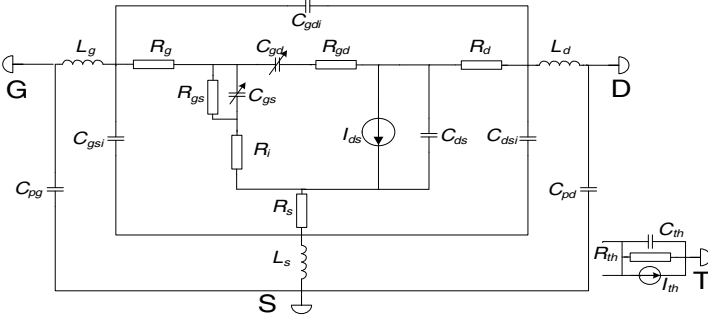 C_gdi
L_g
R_g
C_gd
R_gd
R_d
L_d
G
D
R_gs
C_gs
C_gsi
R_i
I_ds
C_ds
C_dsi
C_pg
C_pd
R_s
L_s
S
C_th
R_th
I_th
T